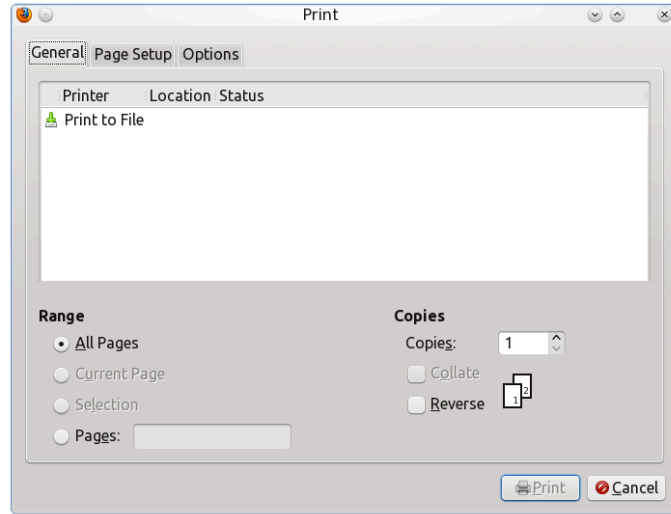 Print
General Page Setup Options
Printer Location Status
Print to File
Range
All Pages
Current Page
Selection
Pages:
Copies
Copies: 1
Collate
Reverse
1 2
Print Cancel